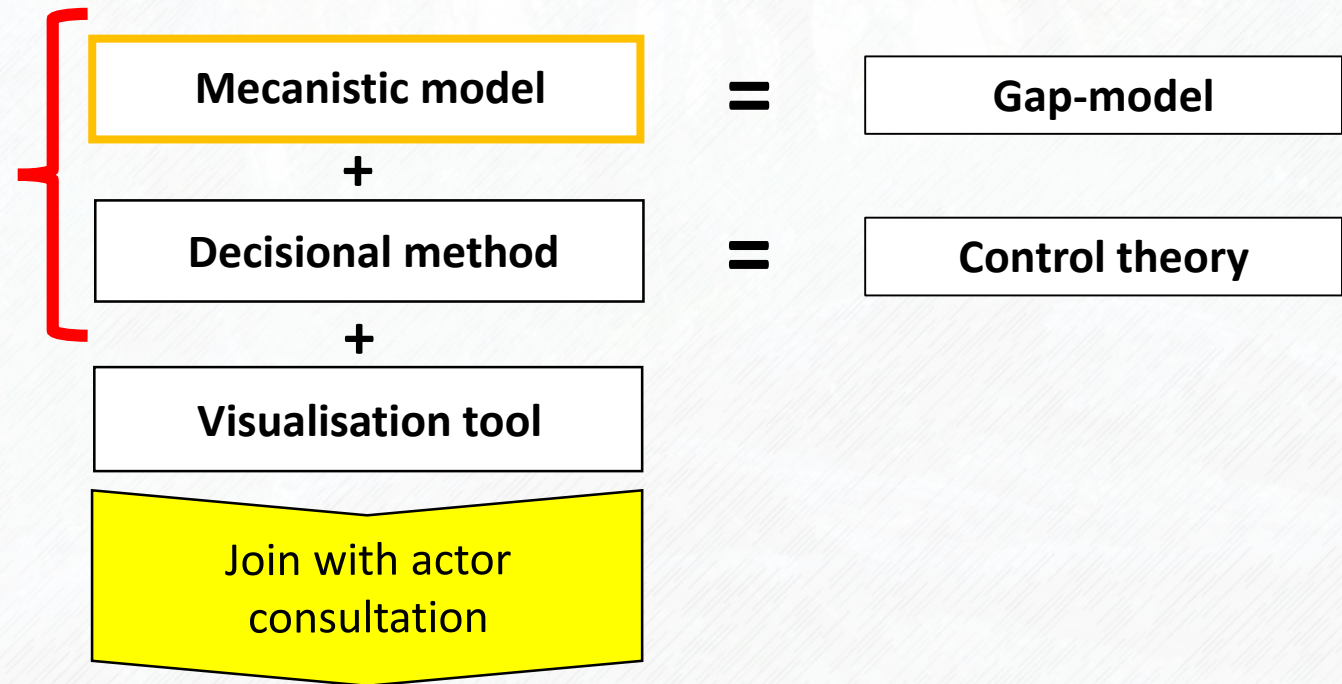 Mecanistic model
=
Gap-model
+
Decisional method
=
Control theory
+
Visualisation tool
Join with actor
consultation